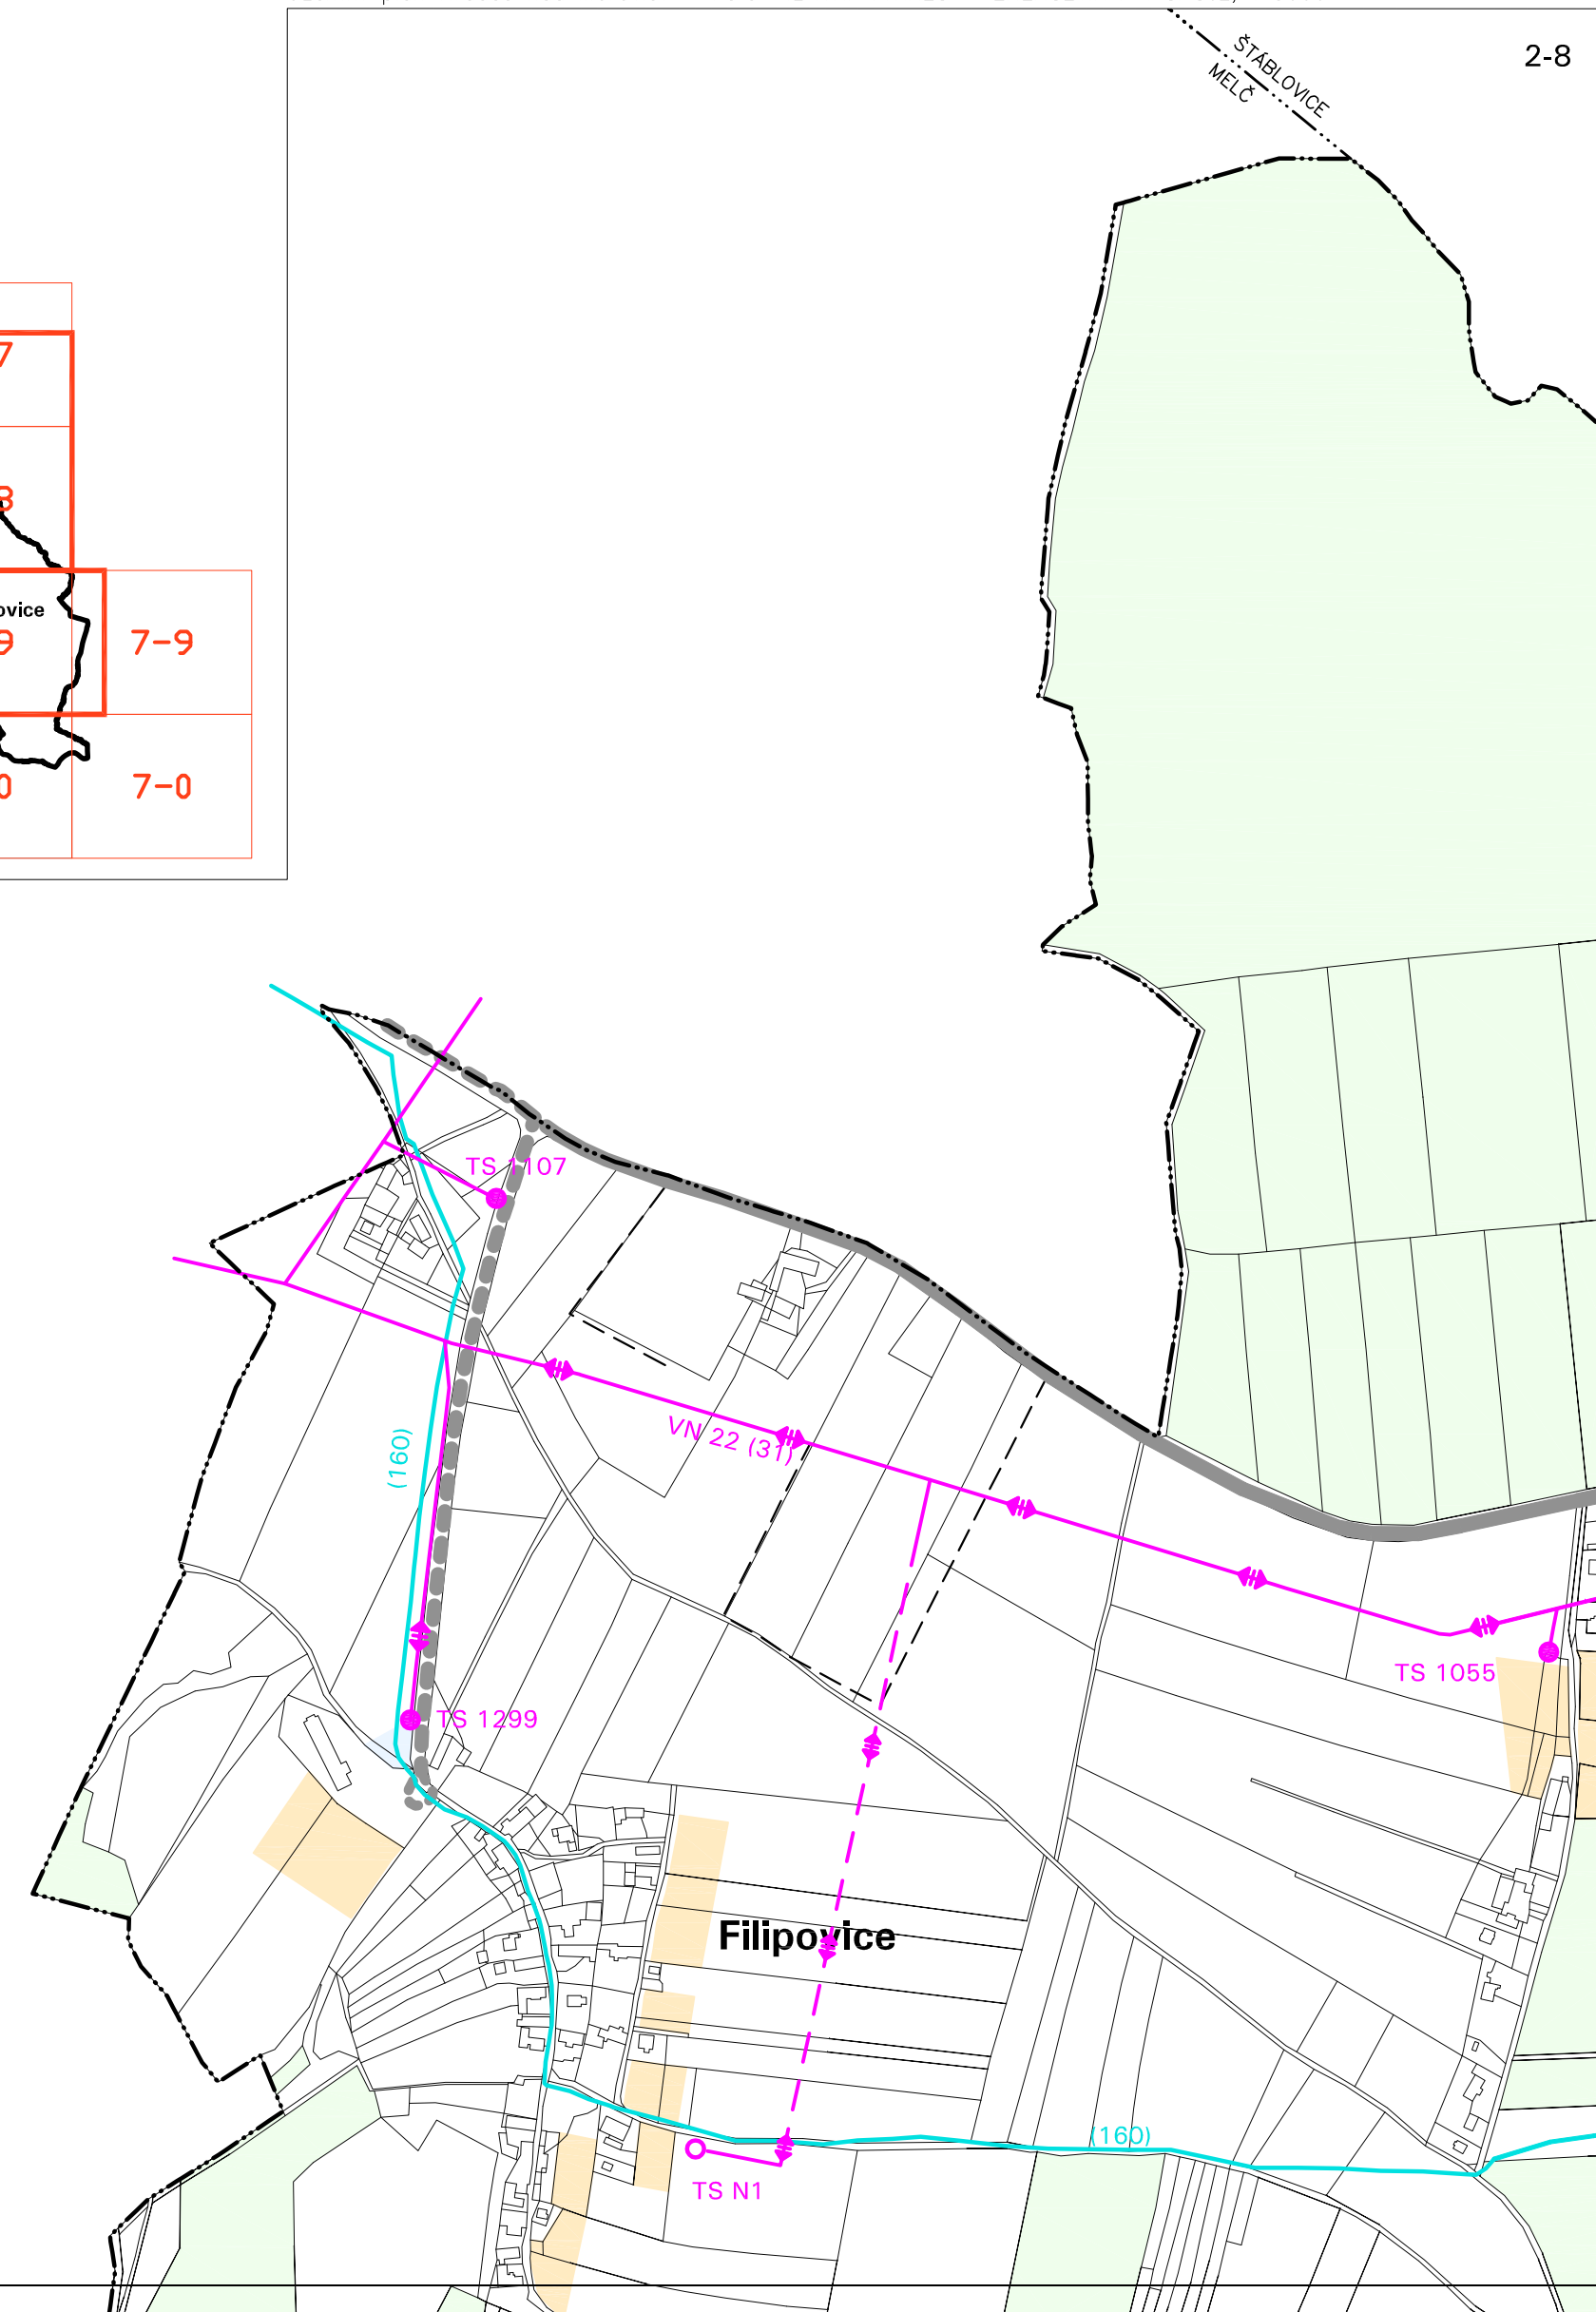 2-8
ŠTÁBLOVICE
MELČ
7
8
ovice
9
7-9
0
7-0
TS 1107
VN 22 (31)
(160)
TS 1055
TS 1299
Filipovice
(160)
TS N1